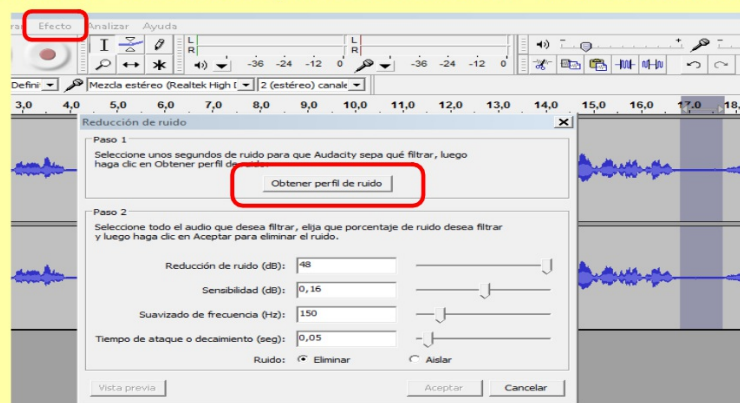 Efecto Analizar Ayuda
L
R
L
R
-36 -24 -12 0
-36 -24 -12 0
Mezcla estéreo (Realtek High D 2 (estéreo) canale
3,0 4,0 5,0 6,0 7,0 8,0 9,0 10,0 11,0 12,0 13,0 14,0 15,0 16,0 17,0 18,
Reducción de ruido
Paso 1
Seleccione unos segundos de ruido para que Audacity sepa qué filtrar, luego
haga clic en Obtener perfil de ruido.
Obtener perfil de ruido
Paso 2
Seleccione todo el audio que desea filtrar, elija que porcentaje de ruido desea filtrar
y luego haga clic en Aceptar para eliminar el ruido.
Reducción de ruido (dB): 48
Sensibilidad (dB): 0,16
Suavizado de frecuencia (Hz): 150
Tiempo de ataque o decaimiento (seg): 0,05
Ruido: Eliminar Aislar
Vista previa Aceptar Cancelar